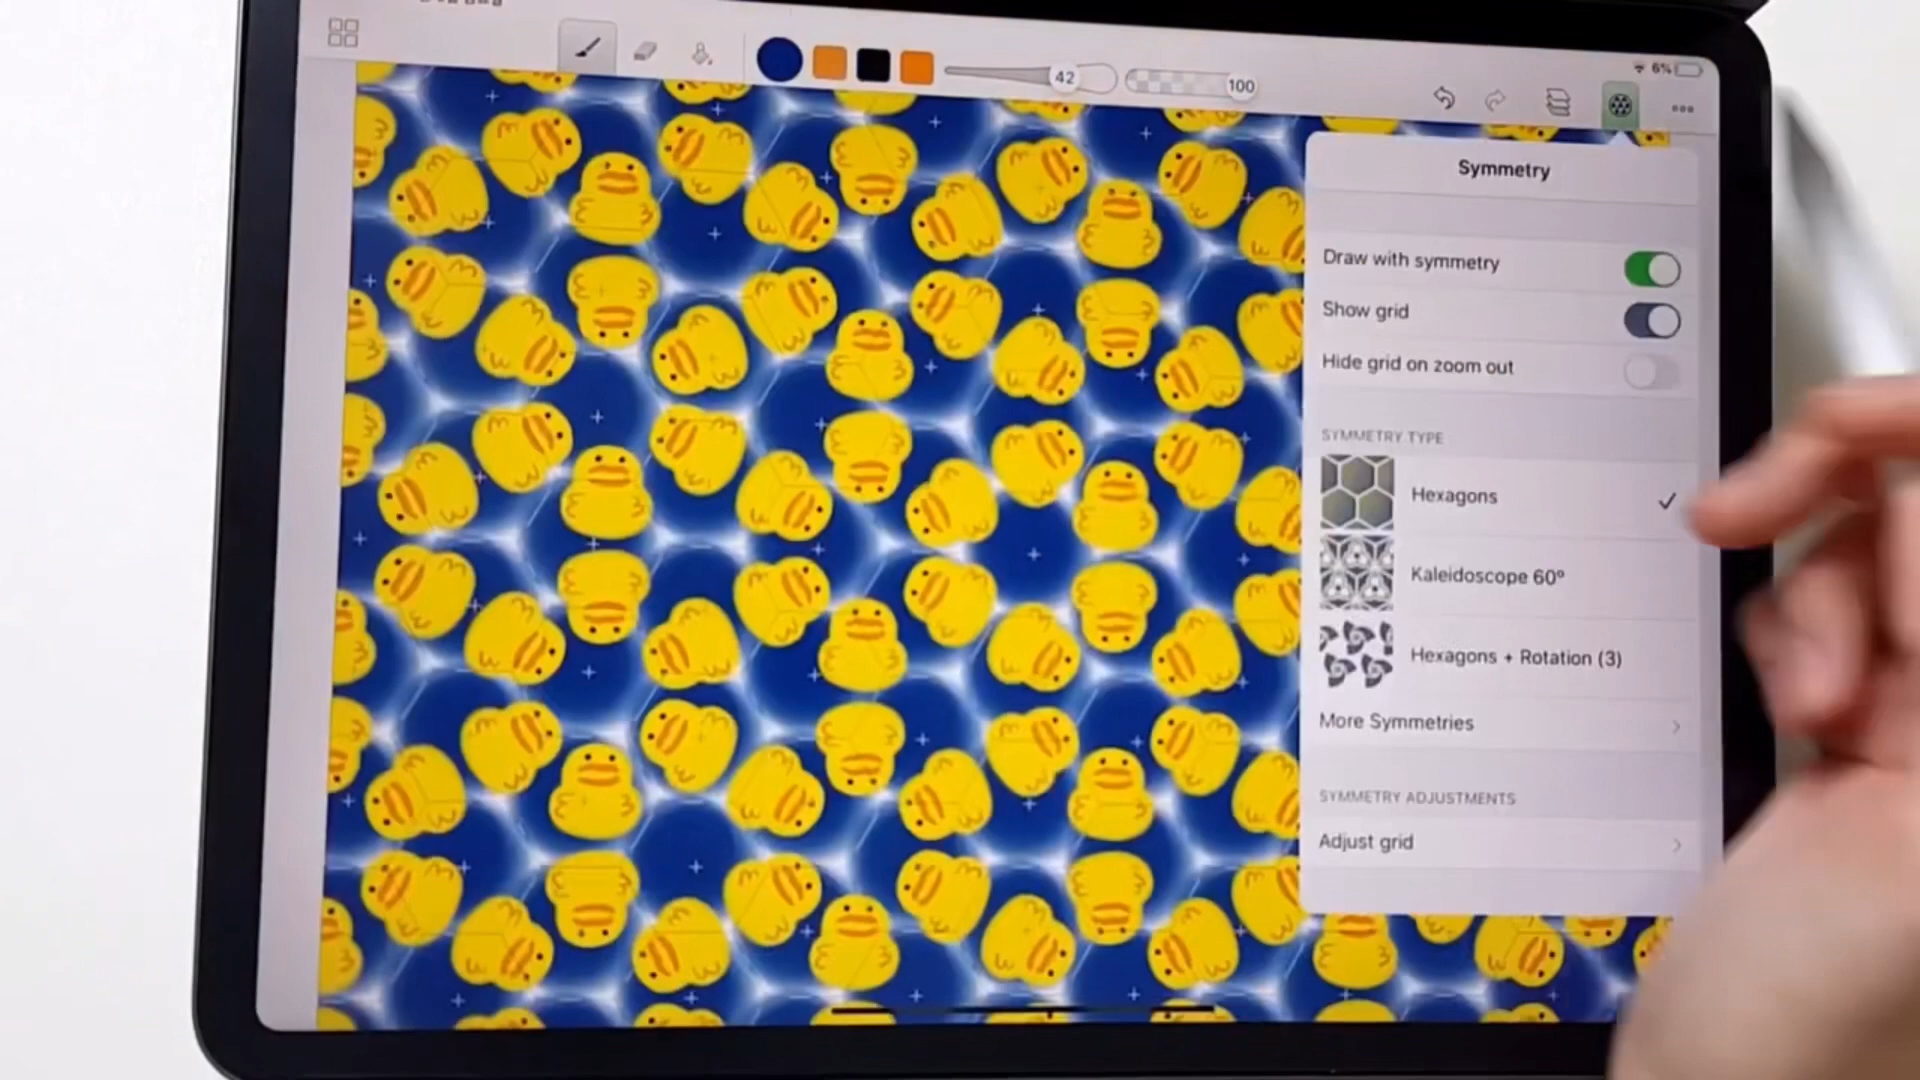 42
100
6%
Symmetry
Draw with symmetry
Show grid
Hide grid on zoom out
SYMMETRY TYPE
Hexagons
Kaleidoscope 60º
Hexagons + Rotation (3)
More Symmetries
SYMMETRY ADJUSTMENTS
Adjust grid